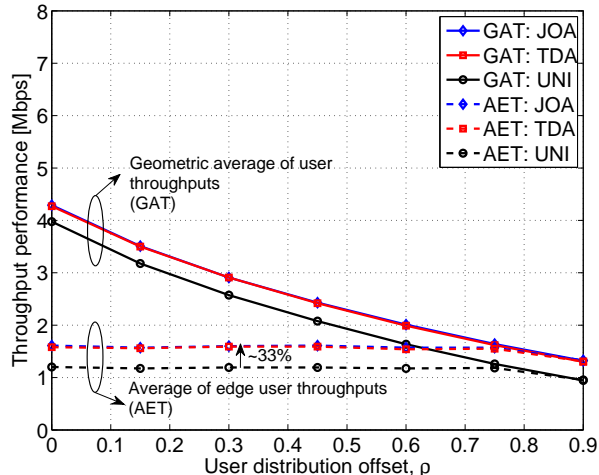 8
7
6
5
4
3
2
1
0
Throughput performance [Mbps]
GAT: JOA
GAT: TDA
GAT: UNI
AET: JOA
AET: TDA
AET: UNI
Geometric average of user
throughputs
(GAT)
~33%
Average of edge user throughputs
(AET)
0 0.1 0.2 0.3 0.4 0.5 0.6 0.7 0.8 0.9
User distribution offset, ρ